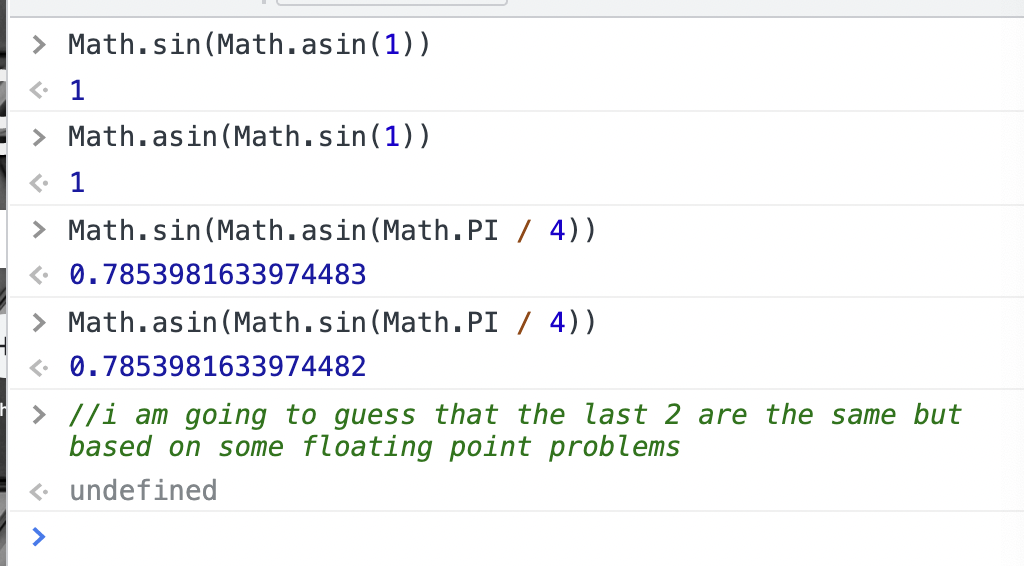 > Math.sin(Math.asin(1))
1
> Math.asin(Math.sin(1))
1
> Math.sin(Math.asin(Math.PI / 4))
0.7853981633974483
> Math.asin(Math.sin(Math.PI / 4))
0.7853981633974482
> //i am going to guess that the last 2 are the same but
based on some floating point problems
undefined
>